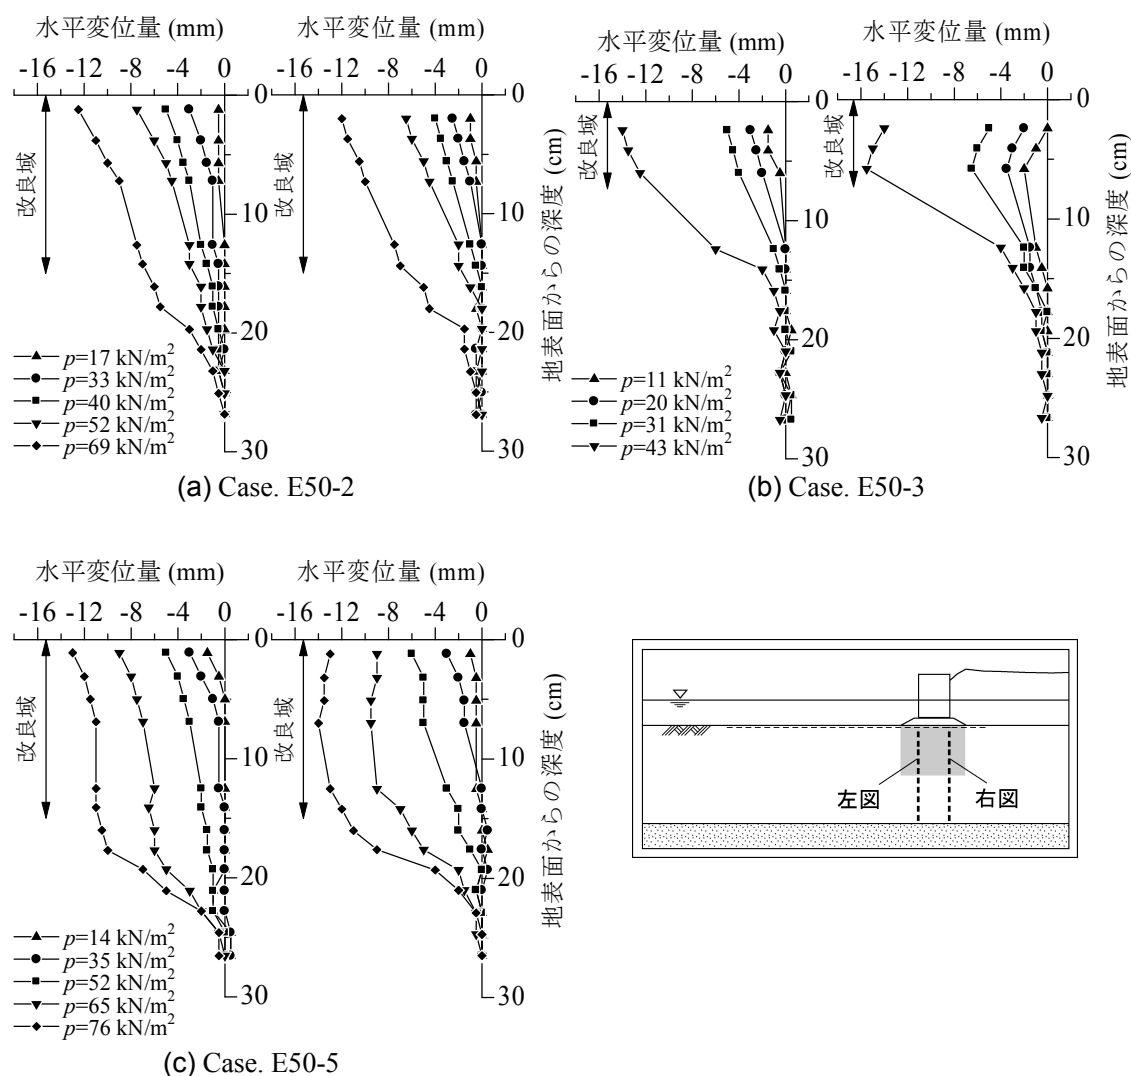 水平変位量 (mm)
-16 -12 -8 -4 0
0
10
20
30
改良域
p=17 kN/m²
p=33 kN/m²
p=40 kN/m²
p=52 kN/m²
p=69 kN/m²
水平変位量 (mm)
-16 -12 -8 -4 0
0
10
20
30
改良域
地表面からの深度 (cm)
(a) Case. E50-2
水平変位量 (mm)
-16 -12 -8 -4 0
0
10
20
30
改良域
p=11 kN/m²
p=20 kN/m²
p=31 kN/m²
p=43 kN/m²
水平変位量 (mm)
-16 -12 -8 -4 0
0
10
20
30
改良域
地表面からの深度 (cm)
(b) Case. E50-3
水平変位量 (mm)
-16 -12 -8 -4 0
0
10
20
30
改良域
p=14 kN/m²
p=35 kN/m²
p=52 kN/m²
p=65 kN/m²
p=76 kN/m²
水平変位量 (mm)
-16 -12 -8 -4 0
0
10
20
30
改良域
地表面からの深度 (cm)
(c) Case. E50-5
左図
右図